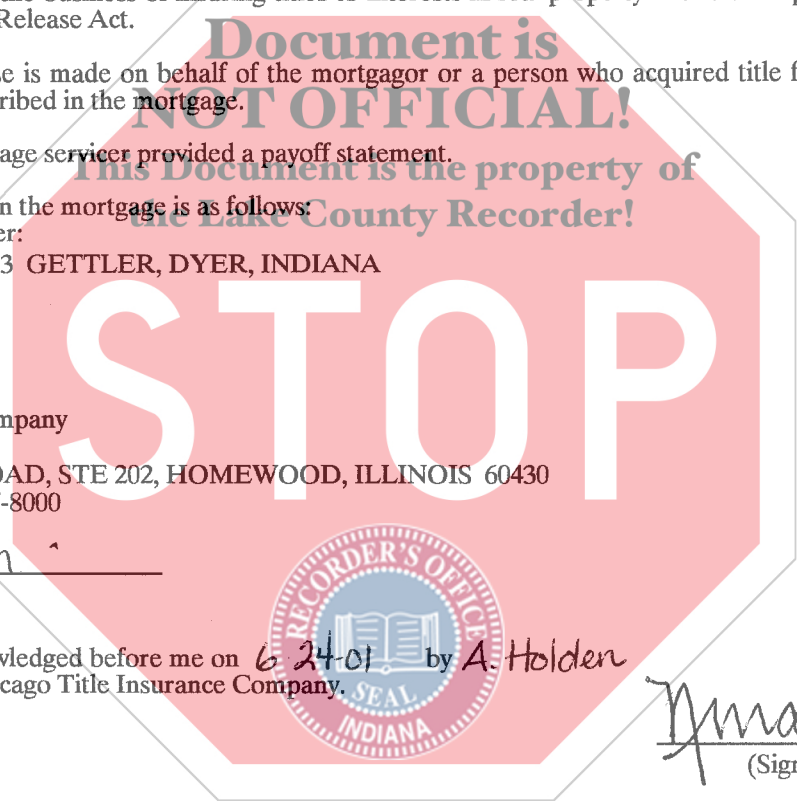 Release Act.
Document is
e is made on behalf of the mortgagor or a person who acquired title f
ribed in the mortgage.
NOT OFFICIAL!
age servicer provided a payoff statement.
This Document is the property of
n the mortgage is as follows:
the Lake County Recorder!
er:
3 GETTLER, DYER, INDIANA
STOP
mpany
OAD, STE 202, HOMEWOOD, ILLINOIS 60430
-8000
RECORDER'S OFFICE
wledged before me on 6 24-01 by A. Holden
cago Title Insurance Company.
SEAL
INDIANA
(Sign